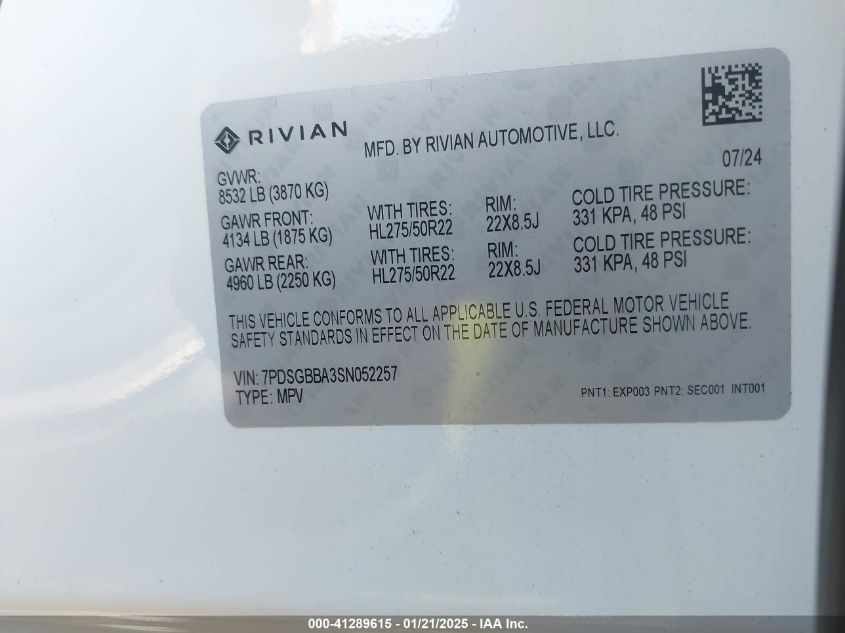 RIVIAN
MFD. BY RIVIAN AUTOMOTIVE, LLC.
07/24
GVWR:
8532 LB (3870 KG)
GAWR FRONT: WITH TIRES: RIM: COLD TIRE PRESSURE:
4134 LB (1875 KG) HL275/50R22 22X8.5J 331 KPA, 48 PSI
GAWR REAR: WITH TIRES: RIM: COLD TIRE PRESSURE:
4960 LB (2250 KG) HL275/50R22 22X8.5J 331 KPA, 48 PSI
THIS VEHICLE CONFORMS TO ALL APPLICABLE U.S. FEDERAL MOTOR VEHICLE
SAFETY STANDARDS IN EFFECT ON THE DATE OF MANUFACTURE SHOWN ABOVE.
VIN: 7PDSGBBA3SN052257
TYPE: MPV PNT1: EXP003 PNT2: SEC001 INT001
000-41289615 - 01/21/2025 - IAA Inc.